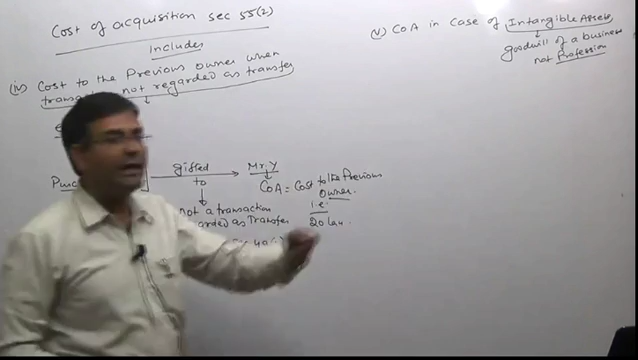 Cost of acquisition sec 55(2)
Includes
(iv) Cost to the Previous owner when
not regarded as transfer
gifted
to
Mr. Y
CoA = Cost to the Previous
owner
i.e.
20 Lac
not a transaction
regarded as Transfer
(v) CoA in Case of Intangible Assets
goodwill of a business
not Profession